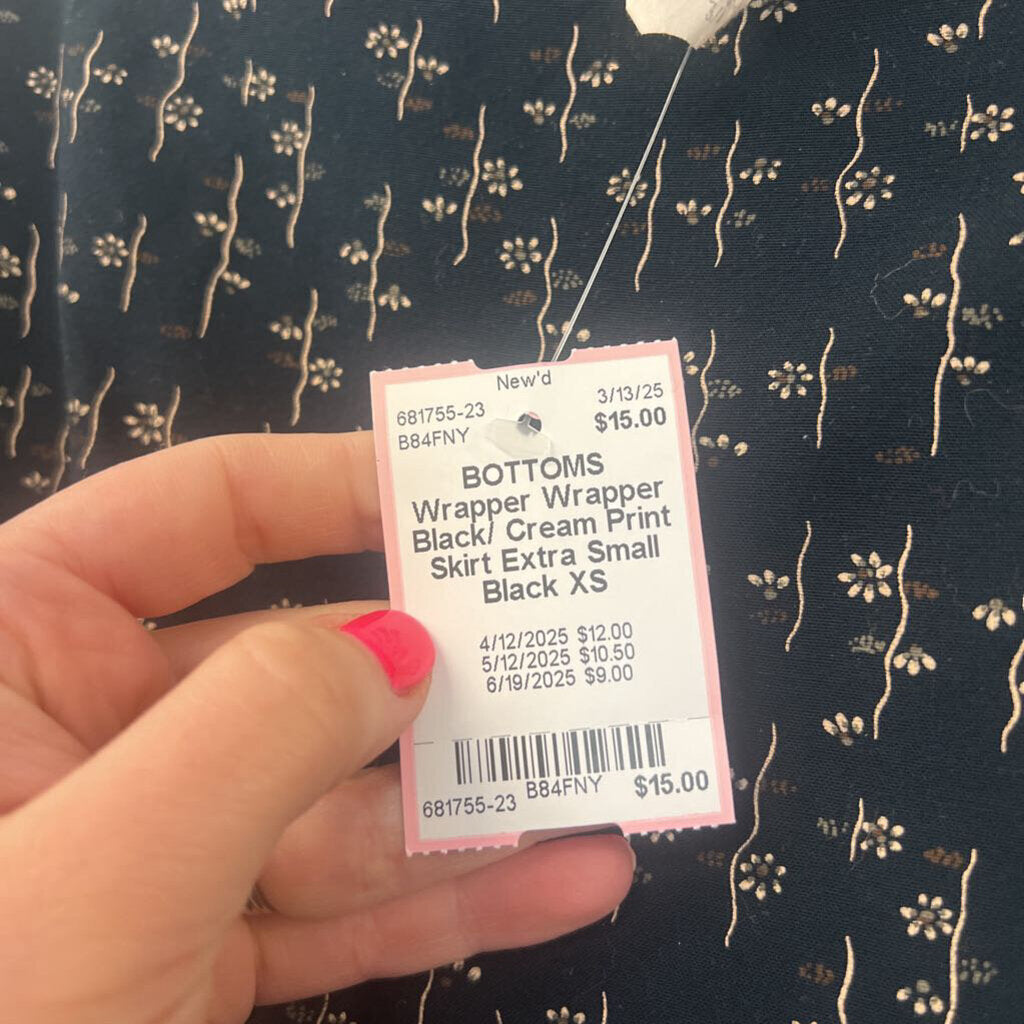 New'd
681755-23 3/13/25
B84FNY $15.00
BOTTOMS
Wrapper Wrapper
Black/ Cream Print
Skirt Extra Small
Black XS
4/12/2025 $12.00
5/12/2025 $10.50
6/19/2025 $9.00
681755-23 B84FNY $15.00